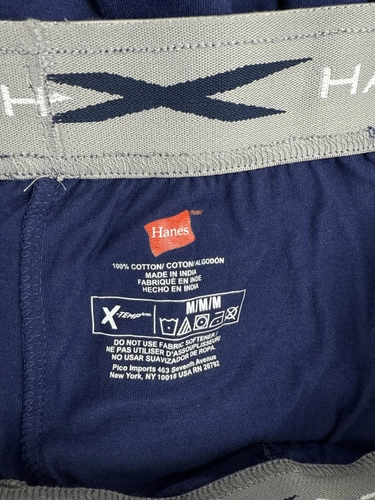 H
HA
Hanes
100% COTTON/ COTON/ALGODÓN
MADE IN INDIA
FABRIQUÉ EN INDE
HECHO EN INDIA
X-TEMP
M/M/M
DO NOT USE FABRIC SOFTENER/
NE PAS UTILISER D'ASSOUPLISSEUR/
NO USAR SUAVIZADOR DE ROPA.
Pico Imports 463 Seventh Avenue
New York, NY 10018 USA RN 20792